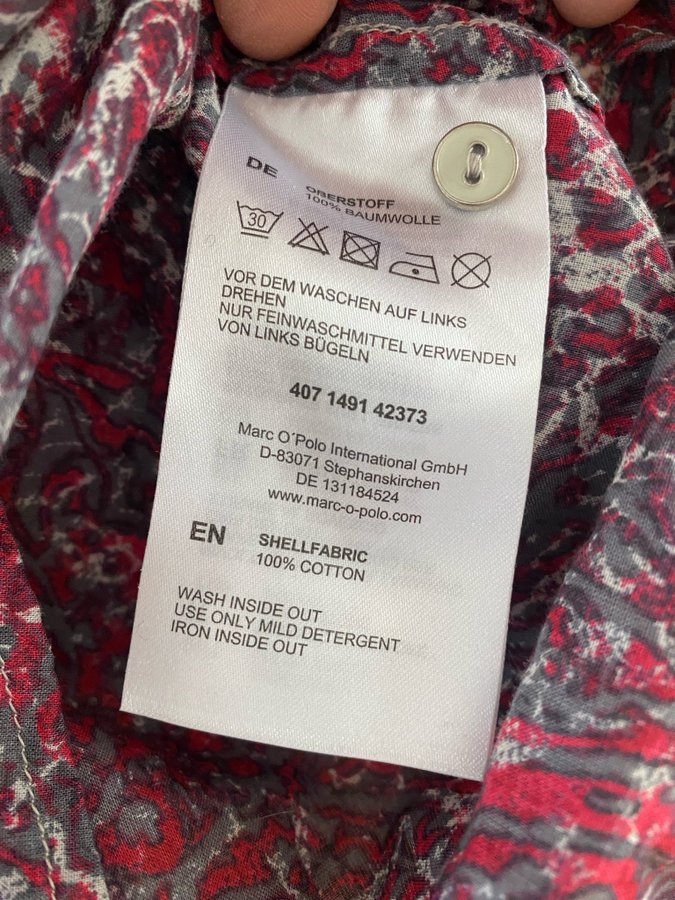 DE
OBERSTOFF
100% BAUMWOLLE
30
VOR DEM WASCHEN AUF LINKS
DREHEN
NUR FEINWASCHMITTEL VERWENDEN
VON LINKS BÜGELN
407 1491 42373
Marc O´Polo International GmbH
D-83071 Stephanskirchen
DE 131184524
www.marc-o-polo.com
EN
SHELLFABRIC
100% COTTON
WASH INSIDE OUT
USE ONLY MILD DETERGENT
IRON INSIDE OUT